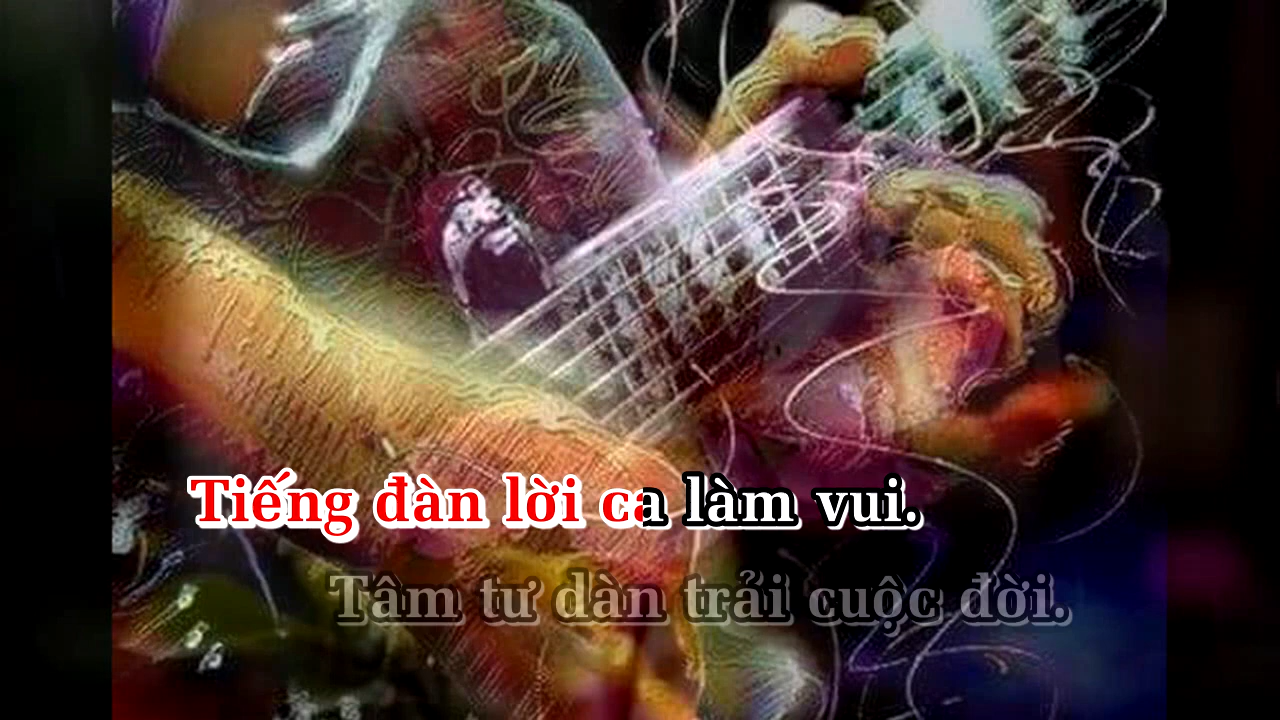 Tiếng đàn lời ca làm vui.
Tâm tư dàn trải cuộc đời.